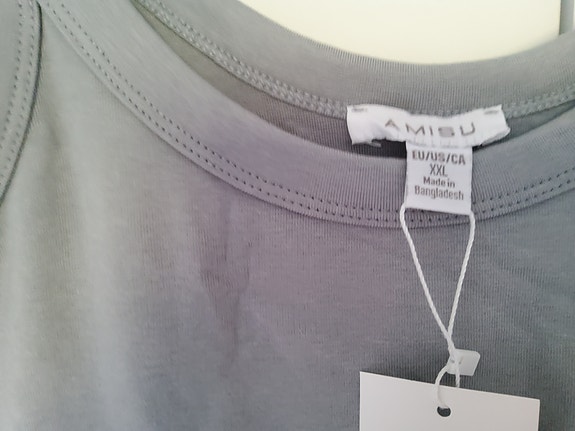 AMISU
EU/US/CA
XXL
Made in
Bangladesh